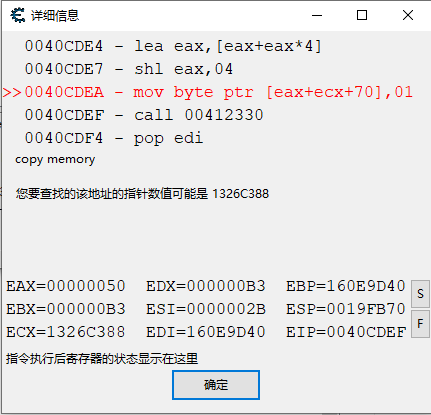 详细信息
0040CDE4 - lea eax,[eax+eax*4]
0040CDE7 - shl eax,04
>>0040CDEA - mov byte ptr [eax+ecx+70],01
0040CDEF - call 00412330
0040CDF4 - pop edi
copy memory
您要查找的该地址的指针数值可能是 1326C388
EAX=00000050 EDX=000000B3 EBP=160E9D40
EBX=000000B3 ESI=0000002B ESP=0019FB70
ECX=1326C388 EDI=160E9D40 EIP=0040CDEF
S
F
指令执行后寄存器的状态显示在这里
确定